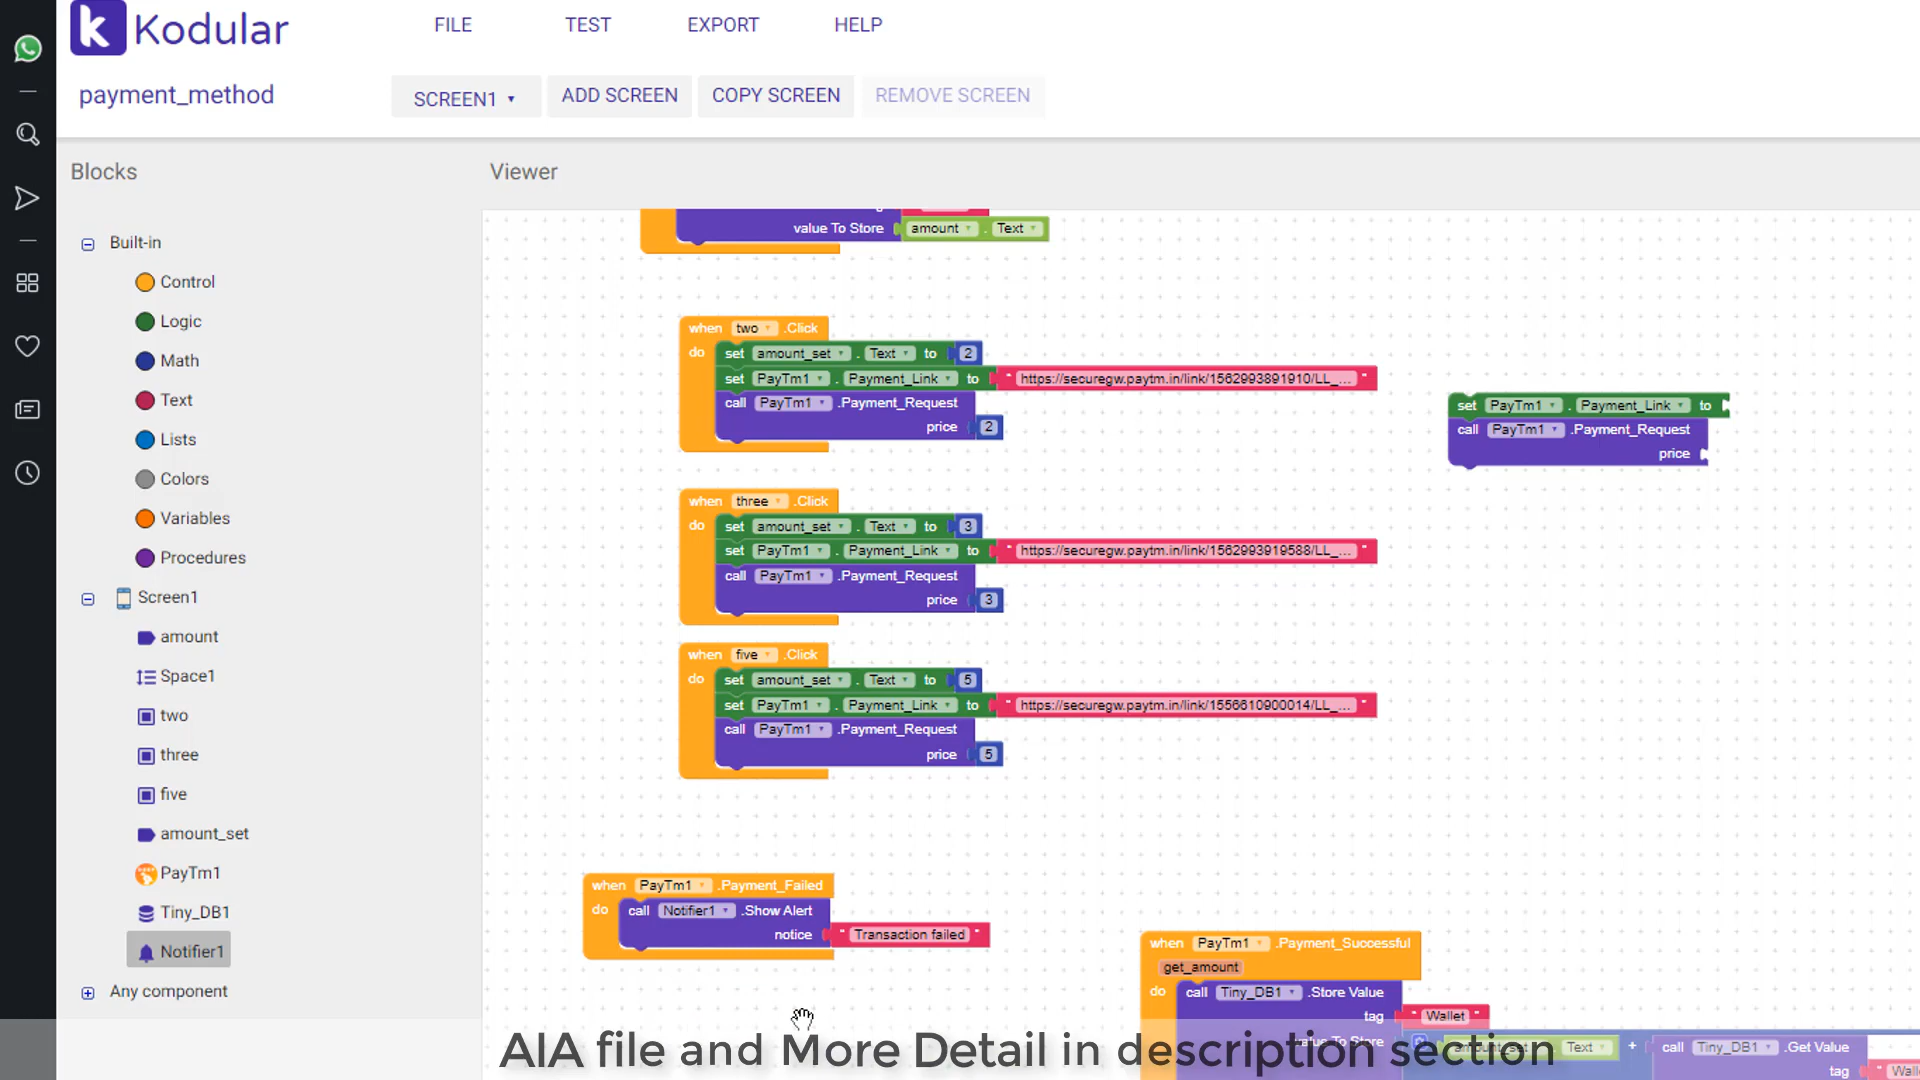 Kodular
FILE TEST EXPORT HELP
payment_method
SCREEN1 ADD SCREEN COPY SCREEN REMOVE SCREEN
Blocks
Viewer
Built-in
Control
Logic
Math
Text
Lists
Colors
Variables
Procedures
Screen1
amount
Space1
two
three
five
amount_set
PayTm1
Tiny_DB1
Notifier1
Any component
value To Store amount . Text
when two .Click
do set amount_set . Text to 2
set PayTm1 . Payment_Link to " https://securegw.paytm.in/link/1562993891910/LL_... "
call PayTm1 .Payment_Request
price 2
set PayTm1 . Payment_Link to
call PayTm1 .Payment_Request
price
when three .Click
do set amount_set . Text to 3
set PayTm1 . Payment_Link to " https://securegw.paytm.in/link/1562993919588/LL_... "
call PayTm1 .Payment_Request
price 3
when five .Click
do set amount_set . Text to 5
set PayTm1 . Payment_Link to " https://securegw.paytm.in/link/1556610900014/LL_... "
call PayTm1 .Payment_Request
price 5
when PayTm1 .Payment_Failed
do call Notifier1 .Show Alert
notice " Transaction failed "
when PayTm1 .Payment_Successful
get_amount
do call Tiny_DB1 .Store Value
tag " Wallet "
value To Store amount_set . Text + call Tiny_DB1 .Get Value
tag
AIA file and More Detail in description section